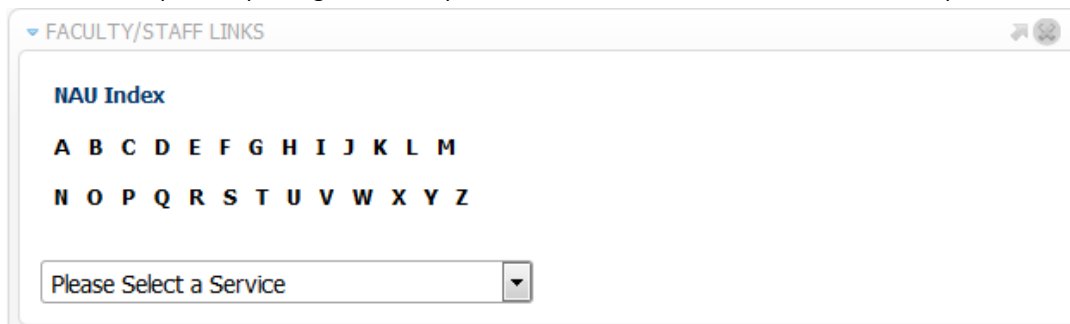 FACULTY/STAFF LINKS
NAU Index
A B C D E F G H I J K L M
N O P Q R S T U V W X Y Z
Please Select a Service